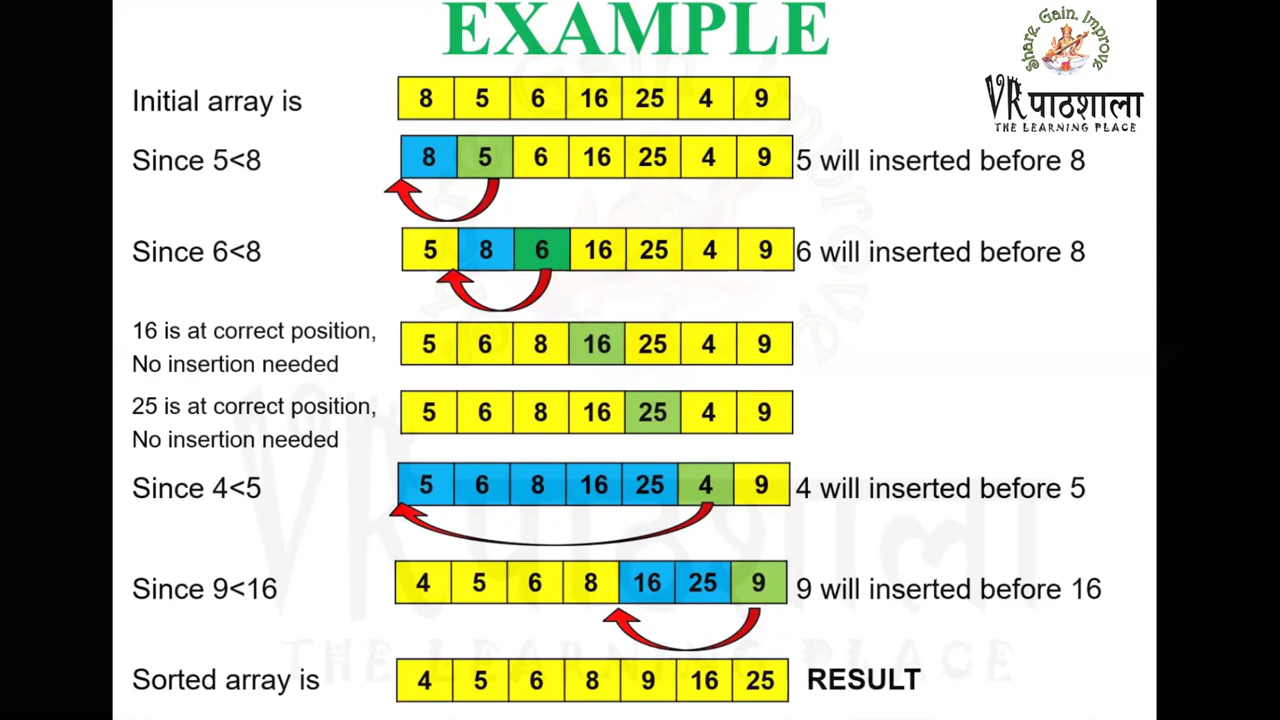 EXAMPLE
Share. Gain. Improve
VR पाठशाला
THE LEARNING PLACE
Initial array is 8 5 6 16 25 4 9
Since 5<8 8 5 6 16 25 4 9 5 will inserted before 8
Since 6<8 5 8 6 16 25 4 9 6 will inserted before 8
16 is at correct position,
No insertion needed 5 6 8 16 25 4 9
25 is at correct position,
No insertion needed 5 6 8 16 25 4 9
Since 4<5 5 6 8 16 25 4 9 4 will inserted before 5
Since 9<16 4 5 6 8 16 25 9 9 will inserted before 16
Sorted array is 4 5 6 8 9 16 25 RESULT
VR पाठशाला
THE LEARNING PLACE